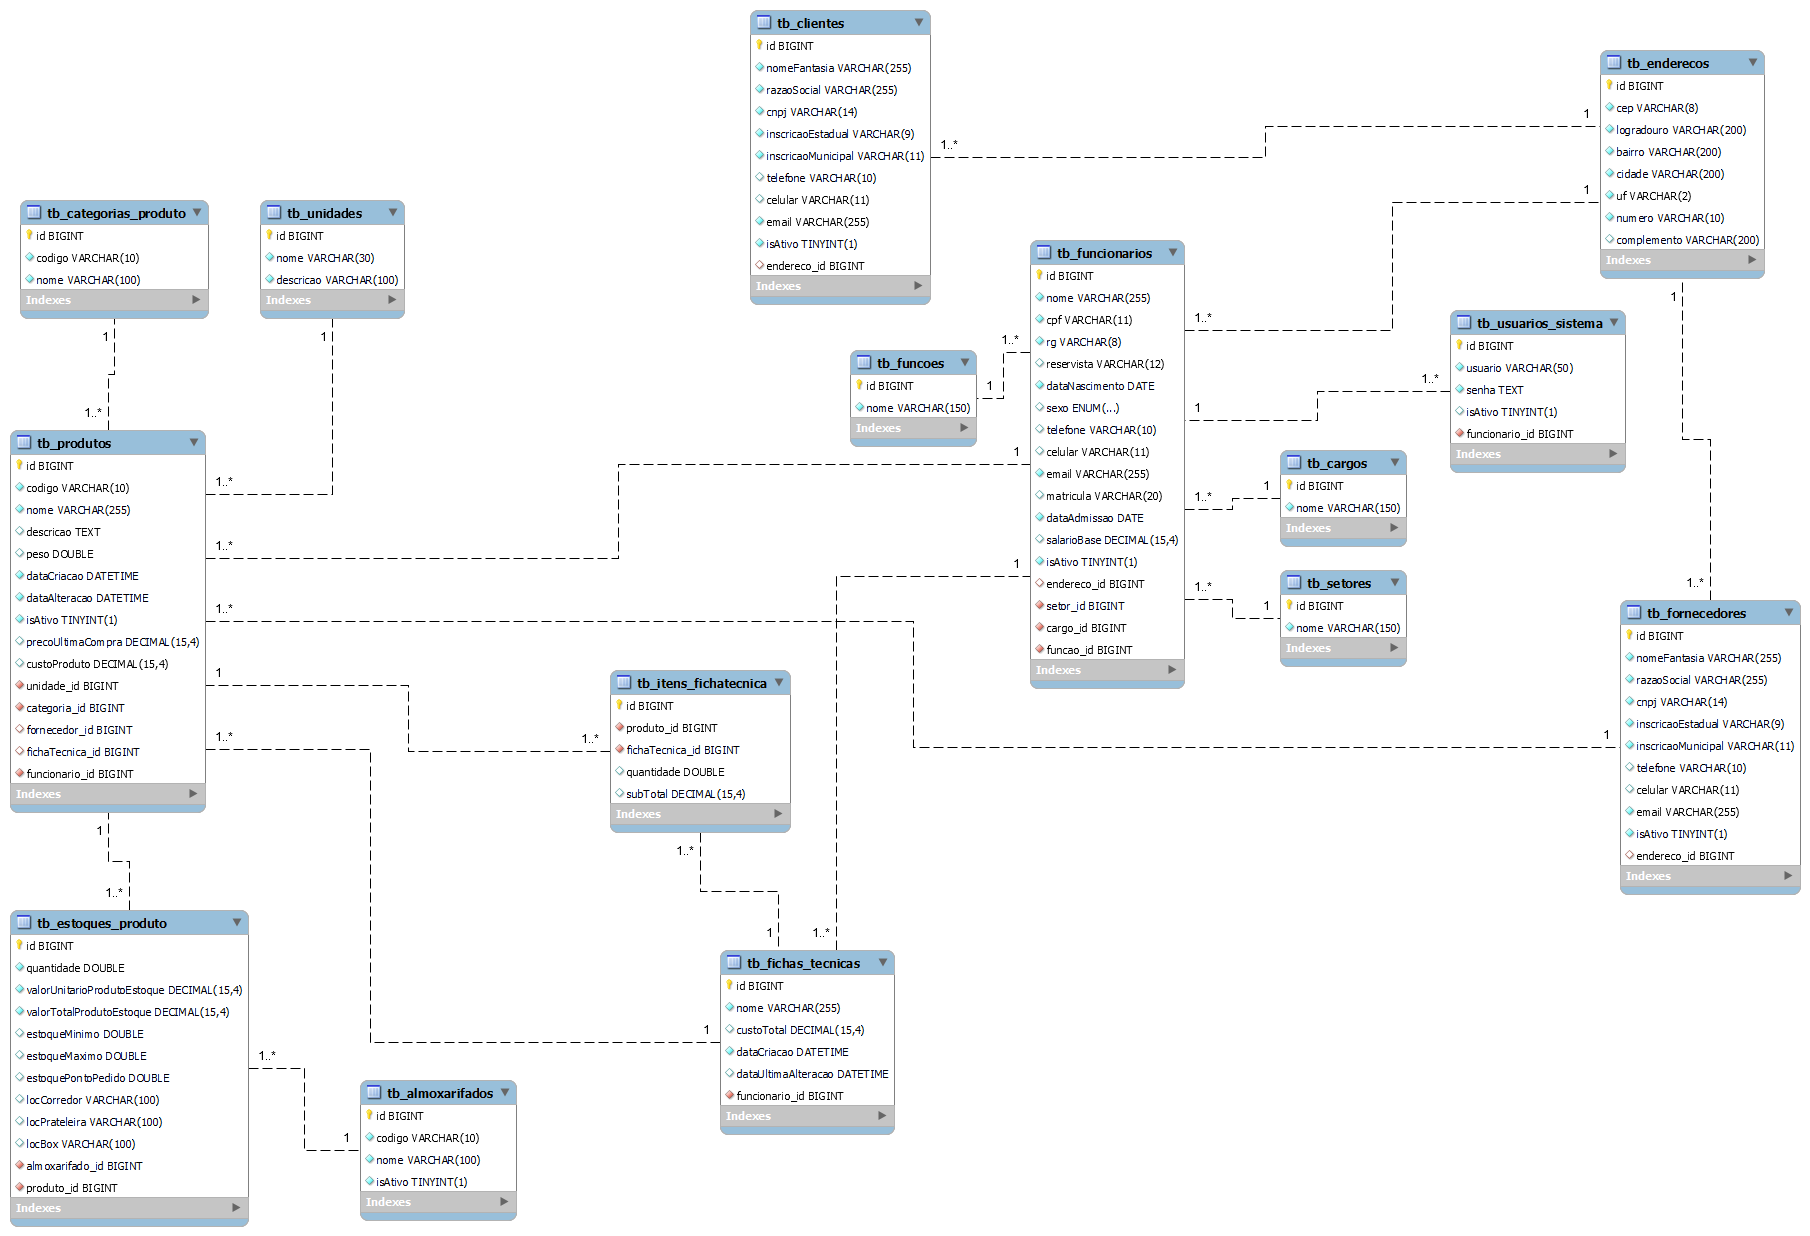 tb_clientes
id BIGINT
nomeFantasia VARCHAR(255)
razaoSocial VARCHAR(255)
cnpj VARCHAR(14)
inscricaoEstadual VARCHAR(9)
inscricaoMunicipal VARCHAR(11)
telefone VARCHAR(10)
celular VARCHAR(11)
email VARCHAR(255)
isAtivo TINYINT(1)
endereco_id BIGINT
Indexes
1..*
1
tb_enderecos
id BIGINT
cep VARCHAR(8)
logradouro VARCHAR(200)
bairro VARCHAR(200)
cidade VARCHAR(200)
uf VARCHAR(2)
numero VARCHAR(10)
complemento VARCHAR(200)
Indexes
1
1
tb_categorias_produto
id BIGINT
codigo VARCHAR(10)
nome VARCHAR(100)
Indexes
1
1..*
tb_unidades
id BIGINT
nome VARCHAR(30)
descricao VARCHAR(100)
Indexes
1
1..*
tb_funcionarios
id BIGINT
nome VARCHAR(255)
cpf VARCHAR(11)
rg VARCHAR(8)
reservista VARCHAR(12)
dataNascimento DATE
sexo ENUM(...)
telefone VARCHAR(10)
celular VARCHAR(11)
email VARCHAR(255)
matricula VARCHAR(20)
dataAdmissao DATE
salarioBase DECIMAL(15,4)
isAtivo TINYINT(1)
endereco_id BIGINT
setor_id BIGINT
cargo_id BIGINT
funcao_id BIGINT
Indexes
1..*
1..*
1
1
1..*
1..*
1
tb_funcoes
id BIGINT
nome VARCHAR(150)
Indexes
1
tb_usuarios_sistema
id BIGINT
usuario VARCHAR(50)
senha TEXT
isAtivo TINYINT(1)
funcionario_id BIGINT
Indexes
1..*
tb_cargos
id BIGINT
nome VARCHAR(150)
Indexes
1
tb_setores
id BIGINT
nome VARCHAR(150)
Indexes
1
tb_produtos
id BIGINT
codigo VARCHAR(10)
nome VARCHAR(255)
descricao TEXT
peso DOUBLE
dataCriacao DATETIME
dataAlteracao DATETIME
isAtivo TINYINT(1)
precoUltimaCompra DECIMAL(15,4)
custoProduto DECIMAL(15,4)
unidade_id BIGINT
categoria_id BIGINT
fornecedor_id BIGINT
fichaTecnica_id BIGINT
funcionario_id BIGINT
Indexes
1..*
1..*
1
1..*
1
tb_fornecedores
id BIGINT
nomeFantasia VARCHAR(255)
razaoSocial VARCHAR(255)
cnpj VARCHAR(14)
inscricaoEstadual VARCHAR(9)
inscricaoMunicipal VARCHAR(11)
telefone VARCHAR(10)
celular VARCHAR(11)
email VARCHAR(255)
isAtivo TINYINT(1)
endereco_id BIGINT
Indexes
1..*
1
tb_itens_fichatecnica
id BIGINT
produto_id BIGINT
fichaTecnica_id BIGINT
quantidade DOUBLE
subTotal DECIMAL(15,4)
Indexes
1..*
1..*
tb_estoques_produto
id BIGINT
quantidade DOUBLE
valorUnitarioProdutoEstoque DECIMAL(15,4)
valorTotalProdutoEstoque DECIMAL(15,4)
estoqueMinimo DOUBLE
estoqueMaximo DOUBLE
estoquePontoPedido DOUBLE
locCorredor VARCHAR(100)
locPrateleira VARCHAR(100)
locBox VARCHAR(100)
almoxarifado_id BIGINT
produto_id BIGINT
Indexes
1..*
1..*
tb_almoxarifados
id BIGINT
codigo VARCHAR(10)
nome VARCHAR(100)
isAtivo TINYINT(1)
Indexes
1
tb_fichas_tecnicas
id BIGINT
nome VARCHAR(255)
custoTotal DECIMAL(15,4)
dataCriacao DATETIME
dataUltimaAlteracao DATETIME
funcionario_id BIGINT
Indexes
1
1..*
1